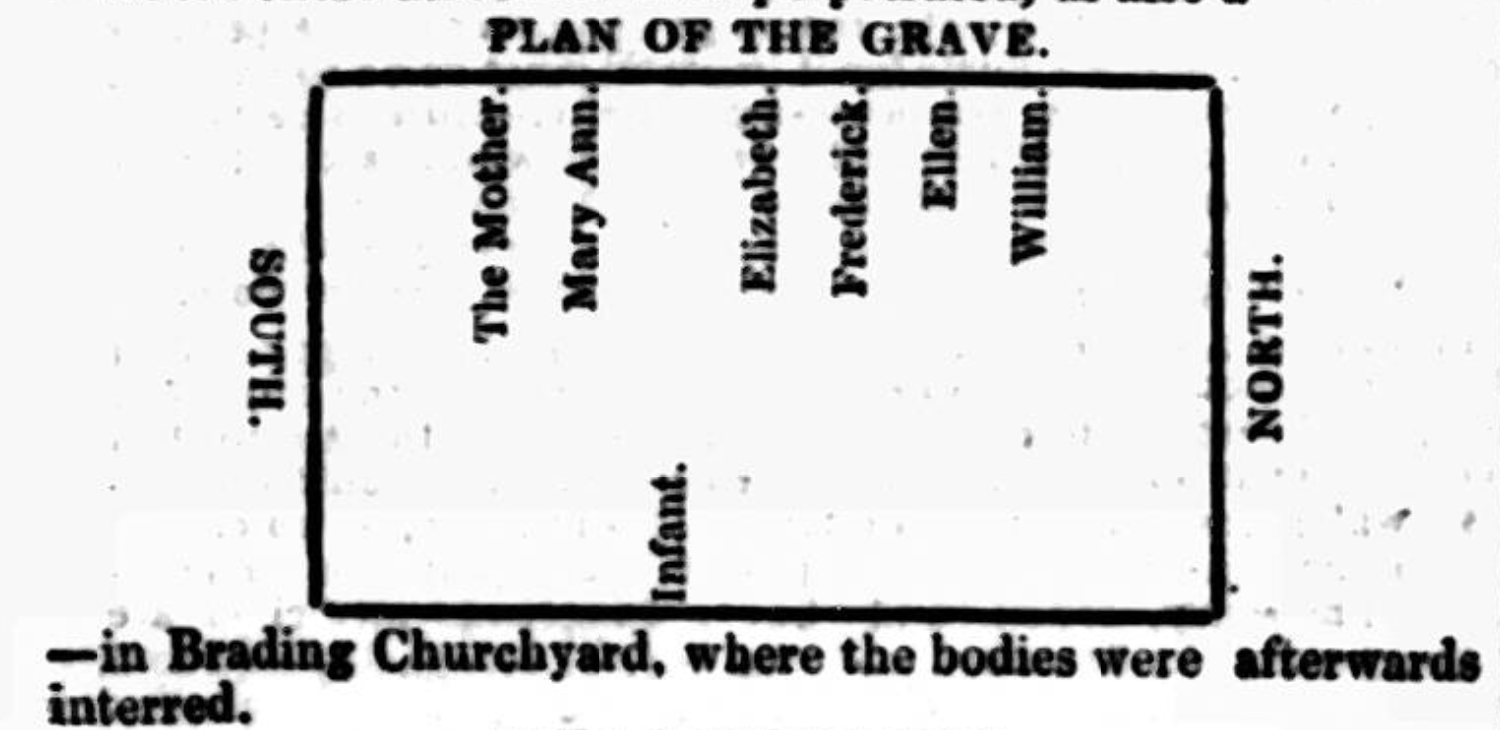 PLAN OF THE GRAVE.
SOUTH.
The Mother.
Mary Ann.
Infant.
Elizabeth.
Frederick.
Ellen.
William.
NORTH.
—in Brading Churchyard, where the bodies were afterwards
interred.